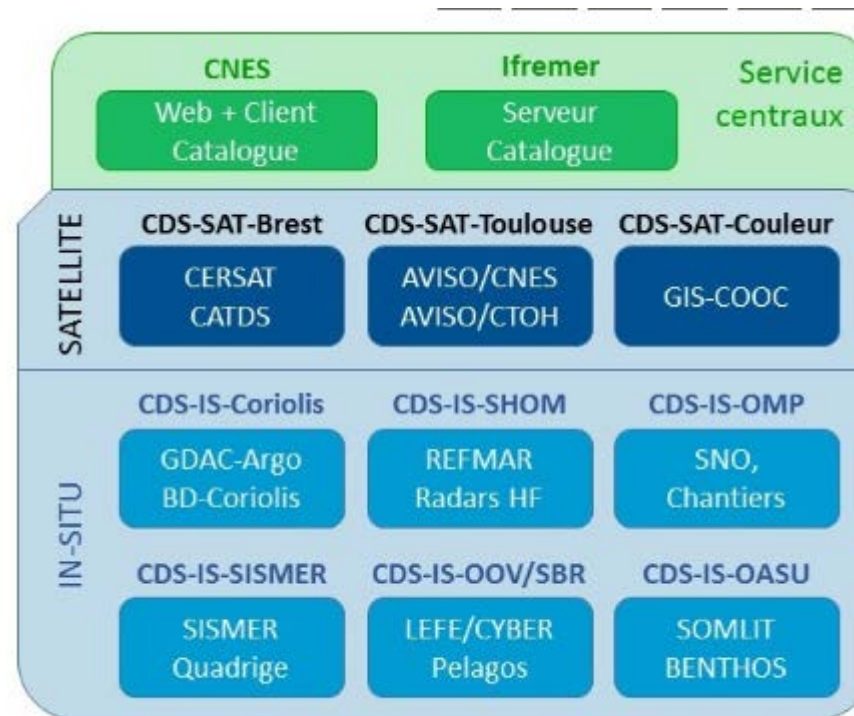 CNES
Ifremer
Service
centraux
Web + Client
Catalogue
Serveur
Catalogue
SATELLITE
CDS-SAT-Brest
CDS-SAT-Toulouse
CDS-SAT-Couleur
CERSAT
CATDS
AVISO/CNES
AVISO/CTOH
GIS-COOC
IN-SITU
CDS-IS-Coriolis
CDS-IS-SHOM
CDS-IS-OMP
GDAC-Argo
BD-Coriolis
REFMAR
Radars HF
SNO,
Chantiers
CDS-IS-SISMER
CDS-IS-OOV/SBR
CDS-IS-OASU
SISMER
Quadrige
LEFE/CYBER
Pelagos
SOMLIT
BENTHOS